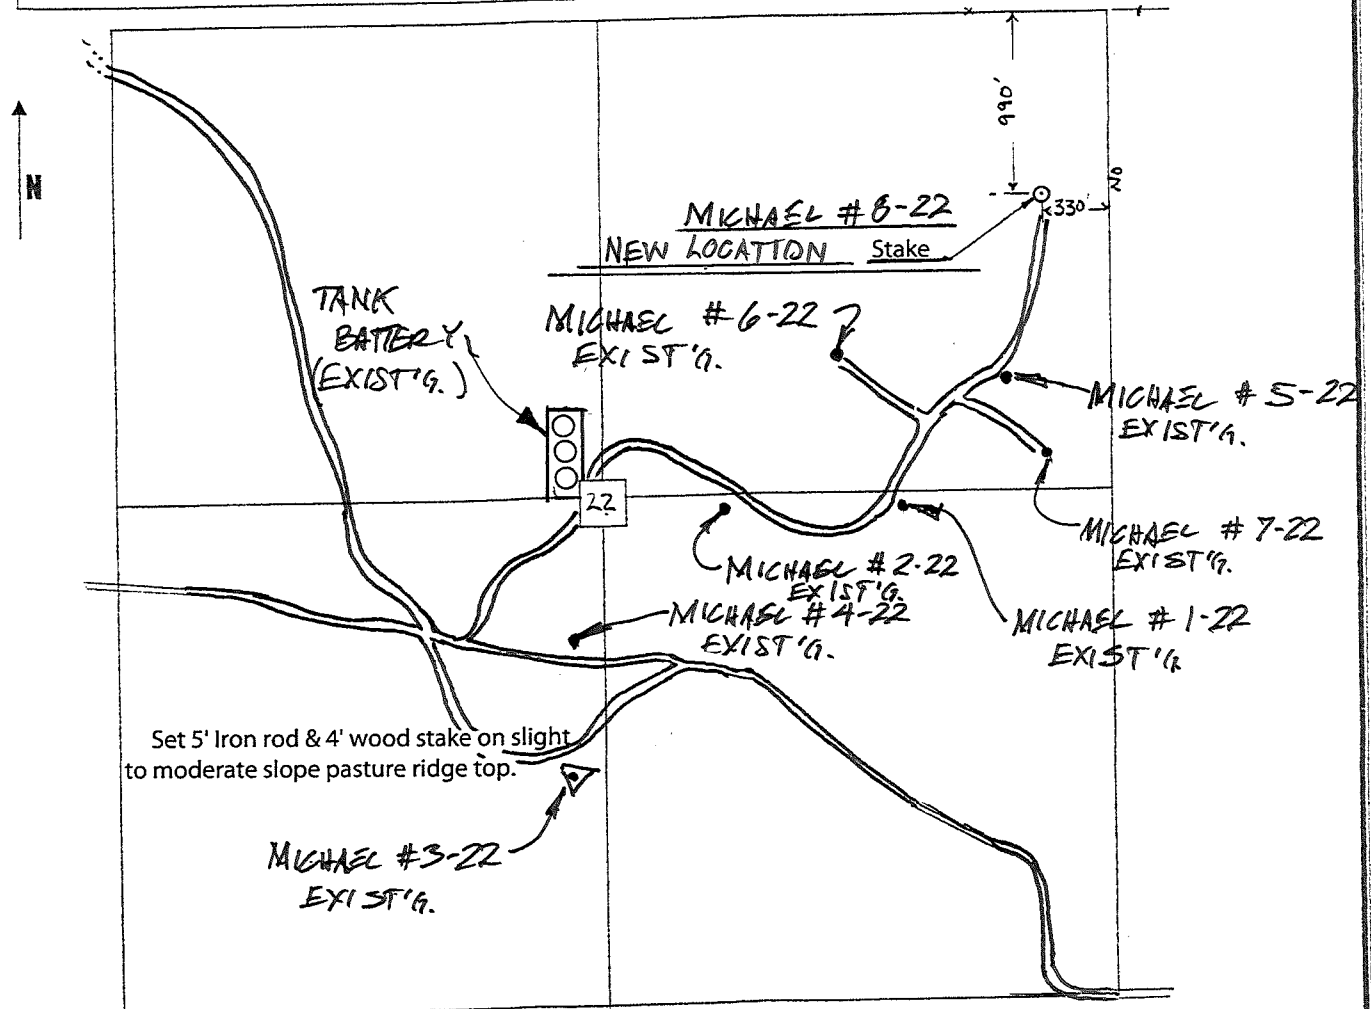 990'
N
NO
330'
MICHAEL # 8-22
NEW LOCATION Stake
TANK
BATTERY
(EXIST'G.)
MICHAEL # 6-22
EXIST'G.
MICHAEL # 5-22
EXIST'G.
22
MICHAEL # 7-22
EXIST'G.
MICHAEL # 2-22
EXIST'G.
MICHAEL # 4-22
EXIST'G.
MICHAEL # 1-22
EXIST'G
Set 5' Iron rod & 4' wood stake on slight
to moderate slope pasture ridge top.
MICHAEL #3-22
EXIST'G.